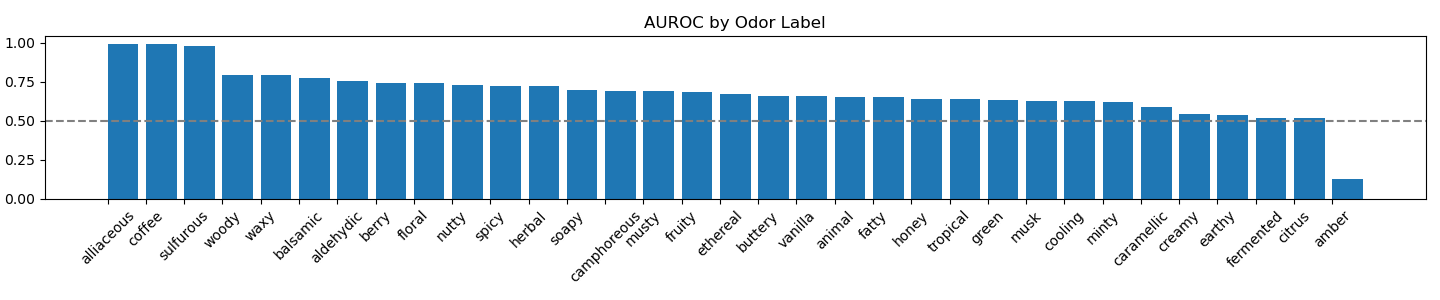 AUROC by Odor Label
1.00
0.75
0.50
0.25
0.00
alliaceous
coffee
sulfurous
woody
waxy
balsamic
aldehydic
berry
floral
nutty
spicy
herbal
soapy
camphoreous
musty
fruity
ethereal
buttery
vanilla
animal
fatty
honey
tropical
green
musk
cooling
minty
caramellic
creamy
earthy
fermented
citrus
amber